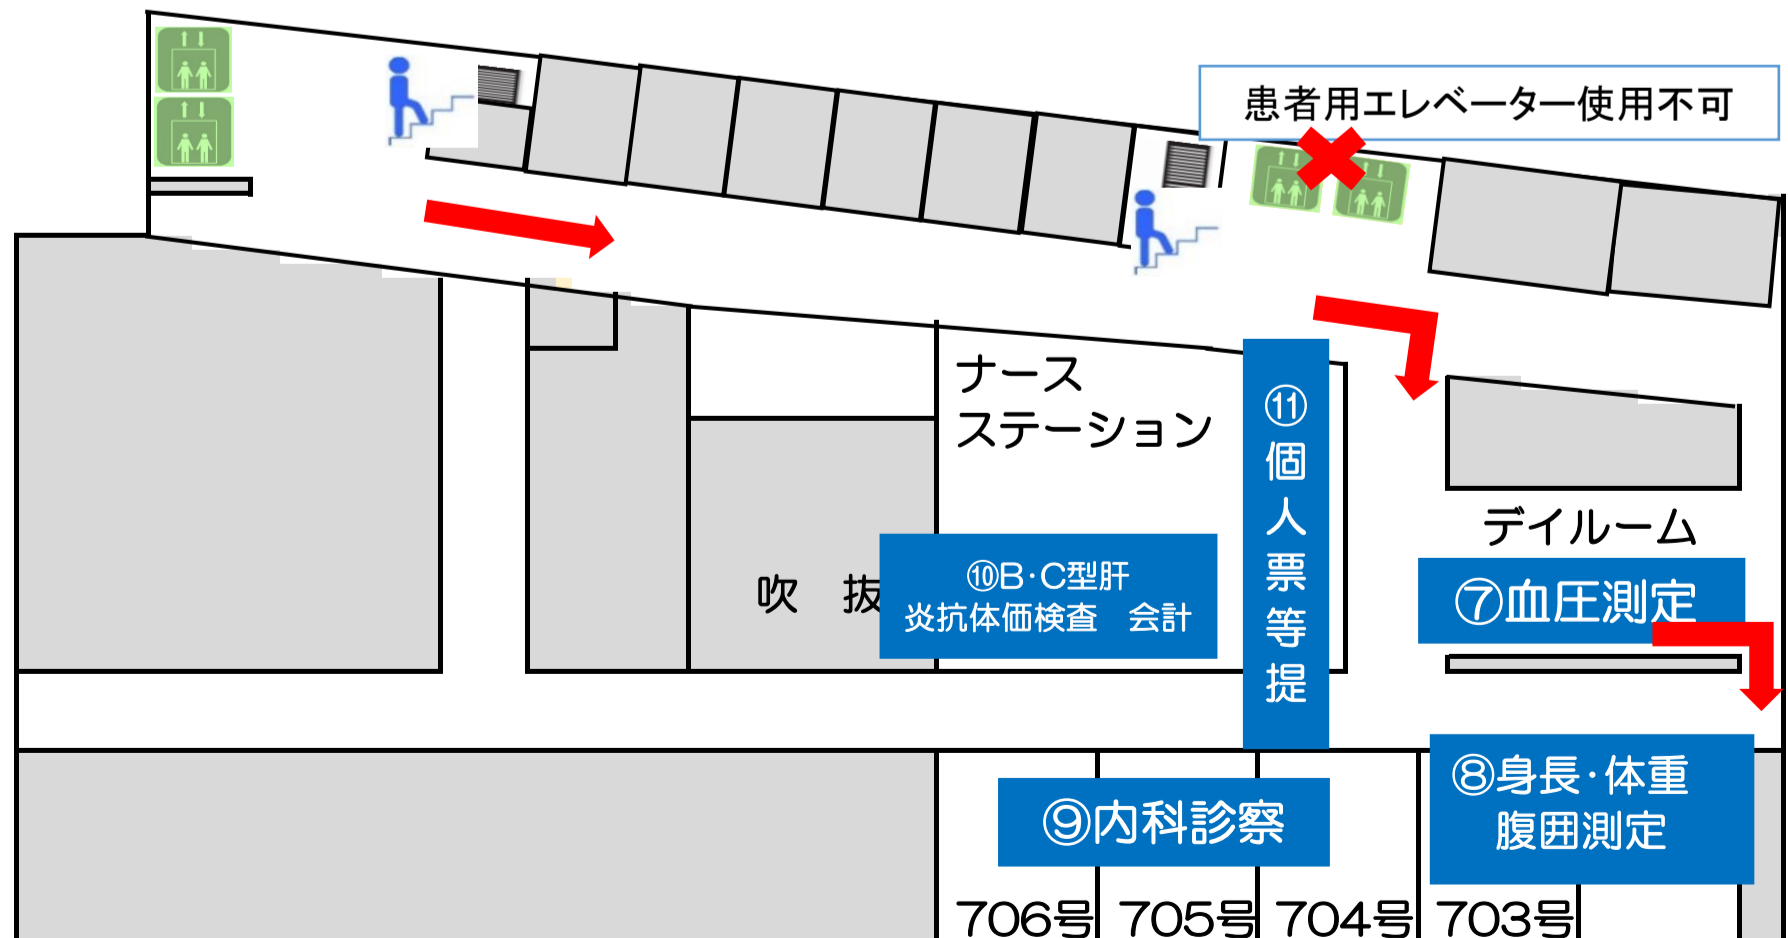 患者用エレベーター使用不可
ナース
ステーション
⑪個人票等提
デイルーム
⑦血圧測定
吹 抜
⑩B・C型肝
炎抗体価検査 会計
⑧身長・体重
腹囲測定
⑨内科診察
706号
705号
704号
703号